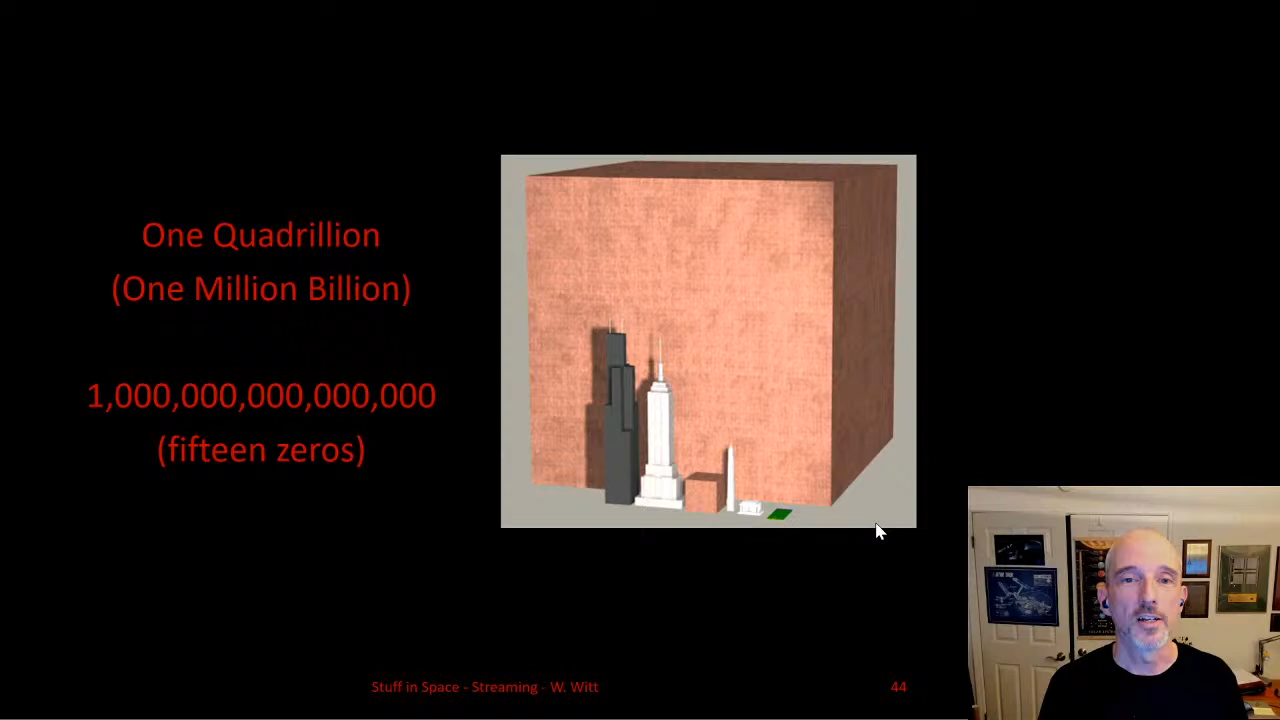 One Quadrillion
(One Million Billion)
1,000,000,000,000,000
(fifteen zeros)
Stuff in Space - Streaming - W. Witt
44